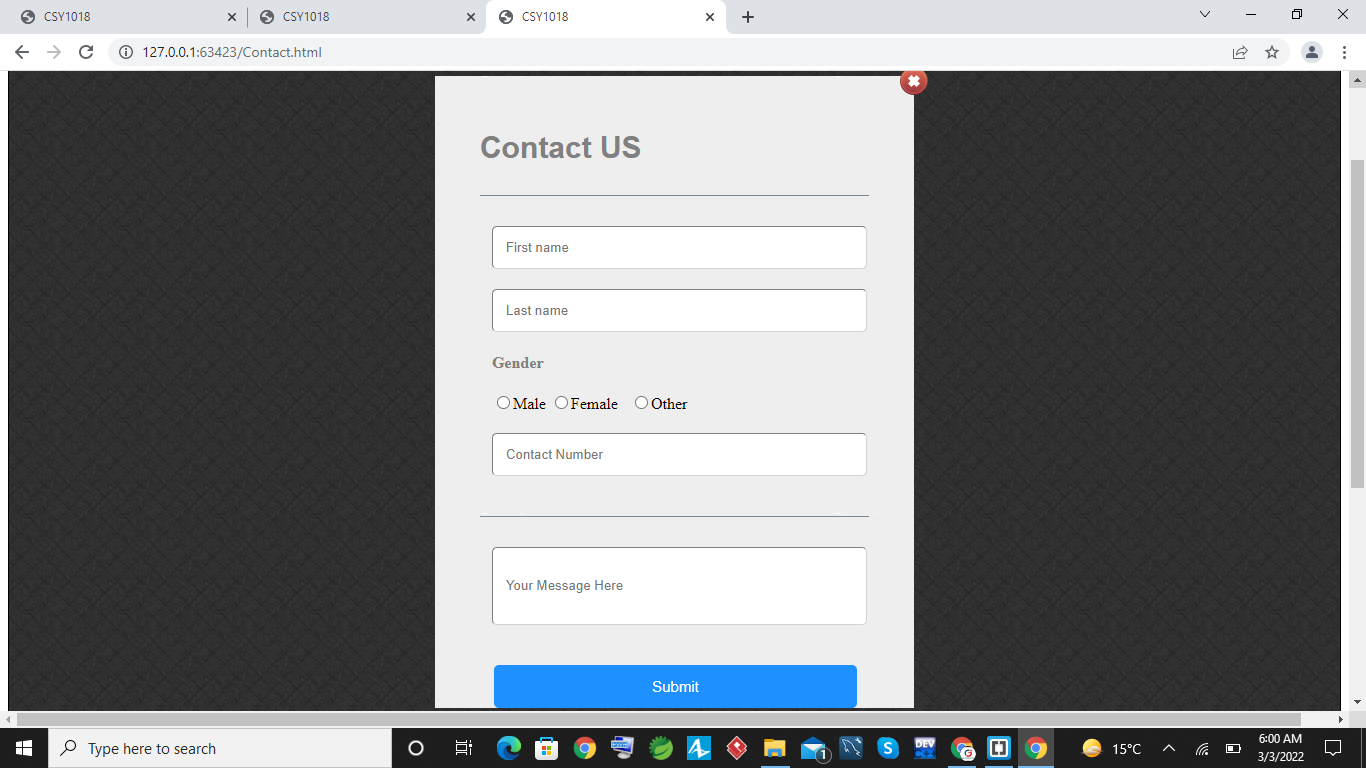 CSY1018 CSY1018 CSY1018
127.0.0.1:63423/Contact.html
Contact US
First name
Last name
Gender
Male Female Other
Contact Number
Your Message Here
Submit
Type here to search
DEV
G
1
15°C
6:00 AM
3/3/2022